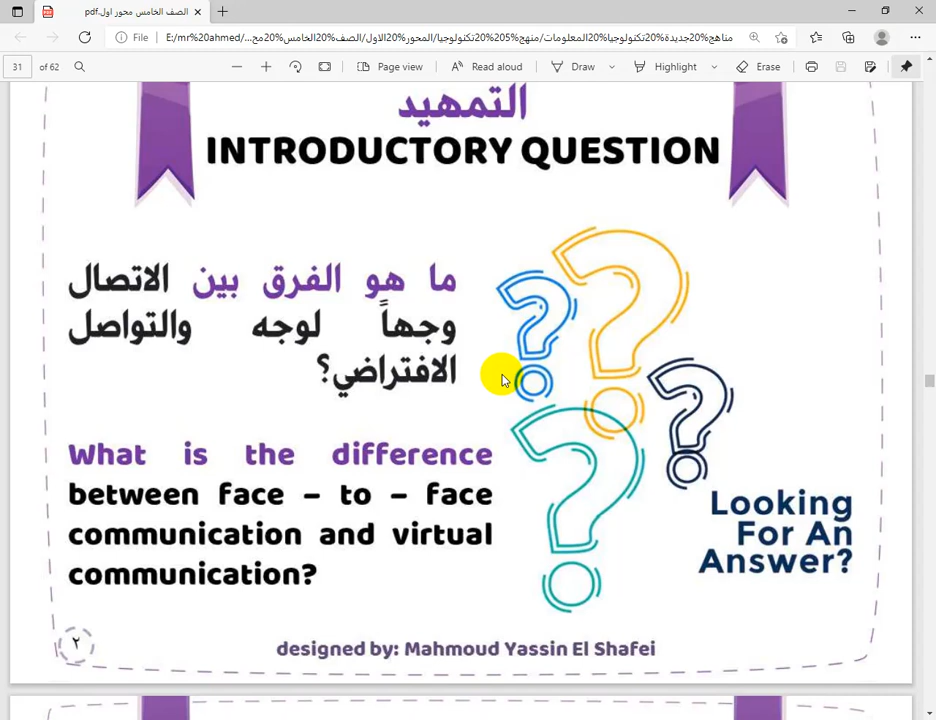 الصف الخامس محور اول.pdf
File
E:/mr%20ahmed/مناهج%20جديدة%20تكنولوجيا%20المعلومات/منهج%205%20تكنولوجيا/المحور%20الاول/الصف%20الخامس%20مح...
31 of 62
Page view
Read aloud
Draw
Highlight
Erase
التمهيد
INTRODUCTORY QUESTION
ما هو الفرق بين الاتصال
وجهاً لوجه والتواصل
الافتراضي؟
What is the difference
between face – to – face
communication and virtual
communication?
Looking
For An
Answer?
٢
designed by: Mahmoud Yassin El Shafei